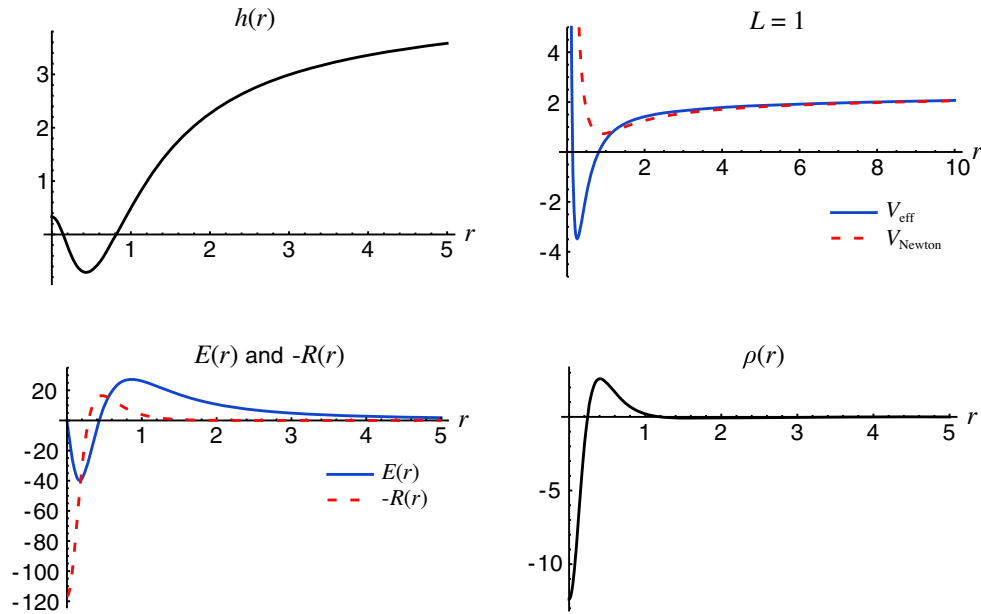 h(r)
3
2
1
1 2 3 4 5 r
L = 1
4
2
-2
-4
2 4 6 8 10 r
V_eff
V_Newton
E(r) and -R(r)
20
-20
-40
-60
-80
-100
-120
1 2 3 4 5 r
E(r)
-R(r)
ρ(r)
-5
-10
1 2 3 4 5 r